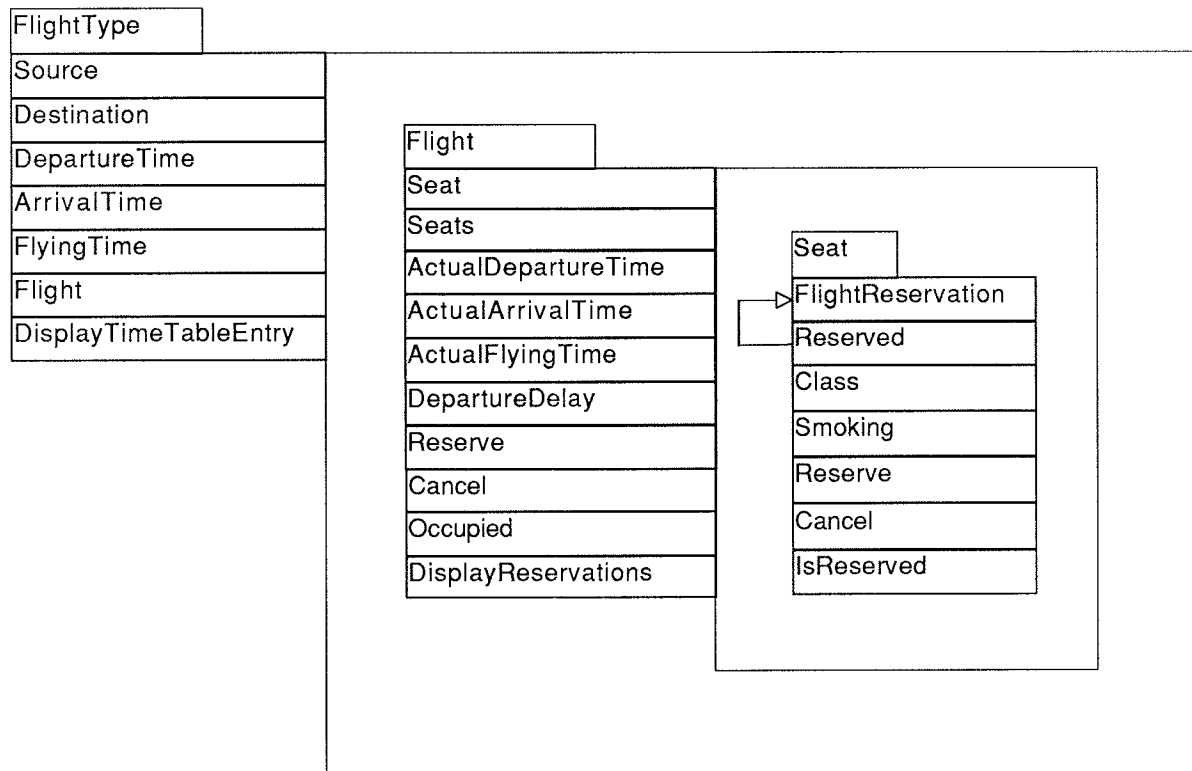 FlightType
Source
Destination
DepartureTime
ArrivalTime
FlyingTime
Flight
DisplayTimeTableEntry
Flight
Seat
Seats
ActualDepartureTime
ActualArrivalTime
ActualFlyingTime
DepartureDelay
Reserve
Cancel
Occupied
DisplayReservations
Seat
FlightReservation
Reserved
Class
Smoking
Reserve
Cancel
IsReserved